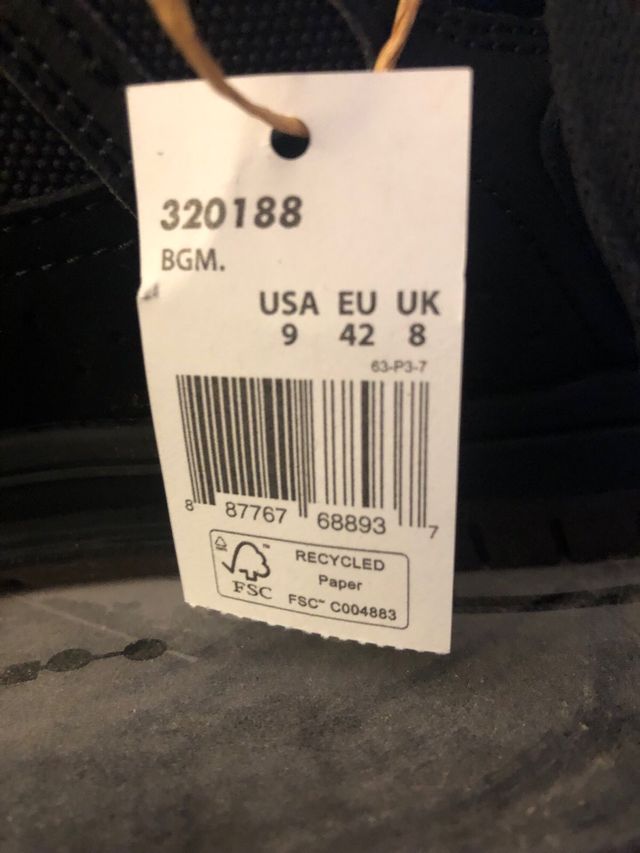 320188
BGM.
USA EU UK
9 42 8
63-P3-7
8 87767 68893 7
FSC™
RECYCLED
Paper
FSC™ C004883